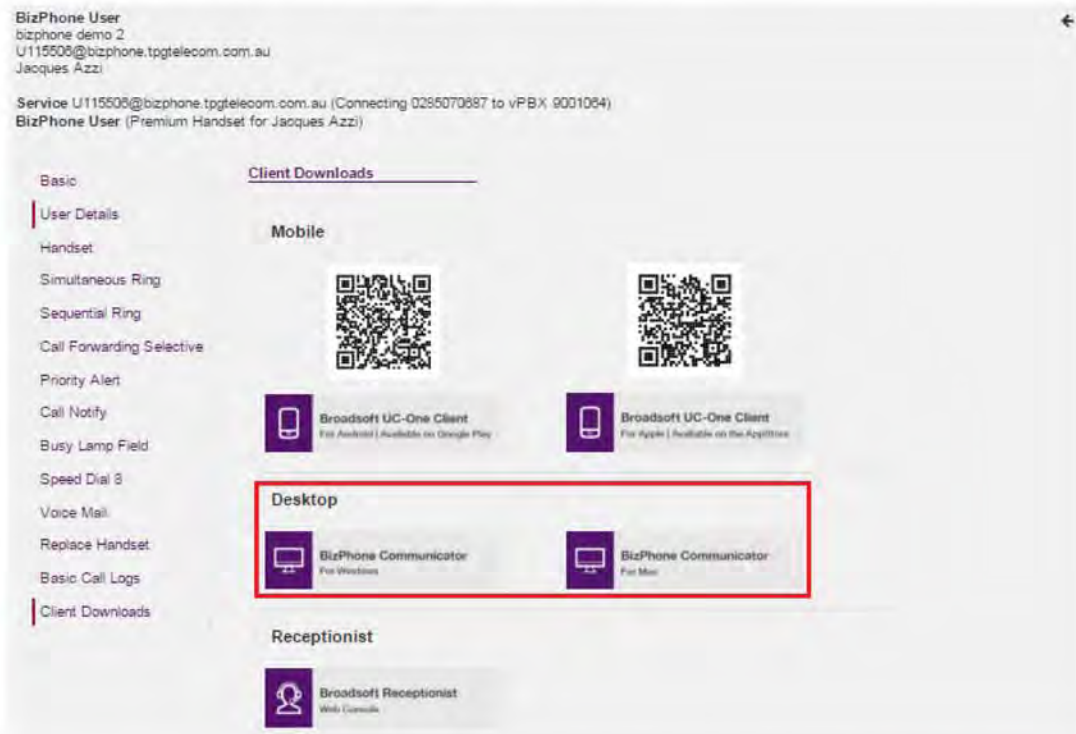 BizPhone User
bizphone demo 2
U115506@bizphone.tpgtelecom.com.au
Jacques Azzi
Service U115506@bizphone.tpgtelecom.com.au (Connecting 0285070687 to vPBX 9001064)
BizPhone User (Premium Handset for Jacques Azzi)
Basic
User Details
Handset
Simultaneous Ring
Sequential Ring
Call Forwarding Selective
Priority Alert
Call Notify
Busy Lamp Field
Speed Dial 8
Voice Mail
Replace Handset
Basic Call Logs
Client Downloads
Client Downloads
Mobile
Broadsoft UC-One Client
For Android | Available on Google Play
Broadsoft UC-One Client
For Apple | Available on the AppStore
Desktop
BizPhone Communicator
For Windows
BizPhone Communicator
For Mac
Receptionist
Broadsoft Receptionist
Web Console